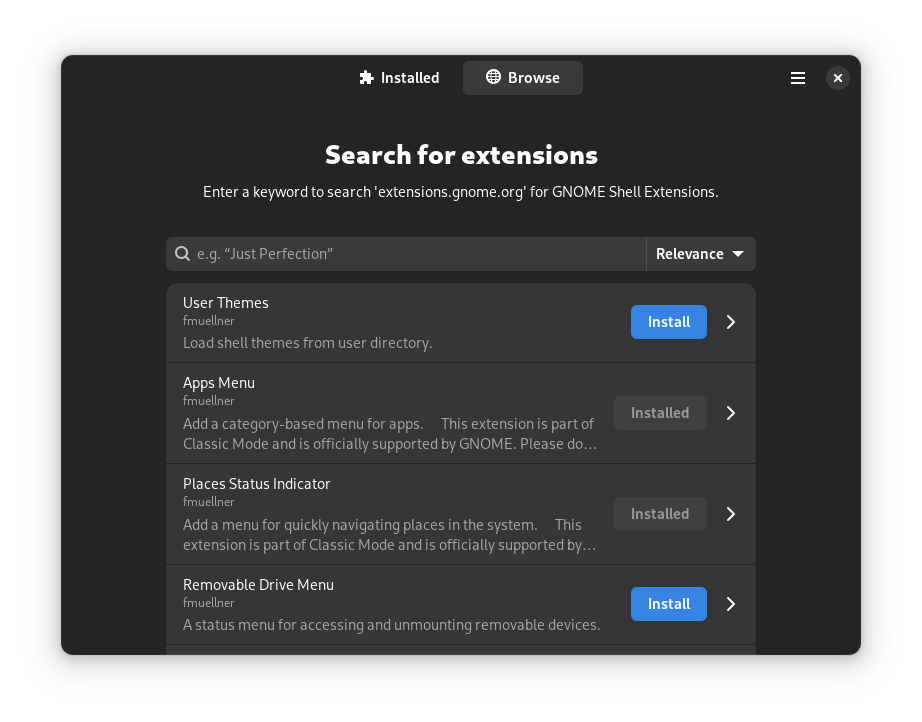 Installed
Browse
Search for extensions
Enter a keyword to search 'extensions.gnome.org' for GNOME Shell Extensions.
e.g. “Just Perfection”
Relevance
User Themes
fmuellner
Load shell themes from user directory.
Install
Apps Menu
fmuellner
Add a category-based menu for apps. This extension is part of
Classic Mode and is officially supported by GNOME. Please do…
Installed
Places Status Indicator
fmuellner
Add a menu for quickly navigating places in the system. This
extension is part of Classic Mode and is officially supported by…
Installed
Removable Drive Menu
fmuellner
A status menu for accessing and unmounting removable devices.
Install